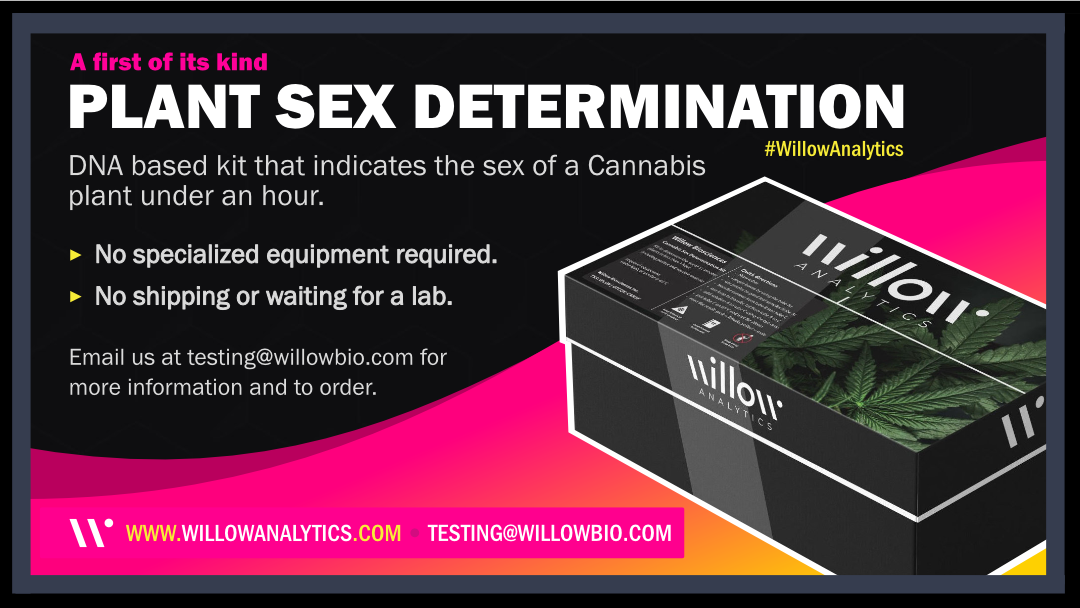 A first of its kind
PLANT SEX DETERMINATION
#WillowAnalytics
DNA based kit that indicates the sex of a Cannabis
plant under an hour.
▸ No specialized equipment required.
▸ No shipping or waiting for a lab.
Email us at testing@willowbio.com for
more information and to order.
Willow Biosciences
Willow
ANALYTICS
Willow
ANALYTICS
WWW.WILLOWANALYTICS.COM • TESTING@WILLOWBIO.COM